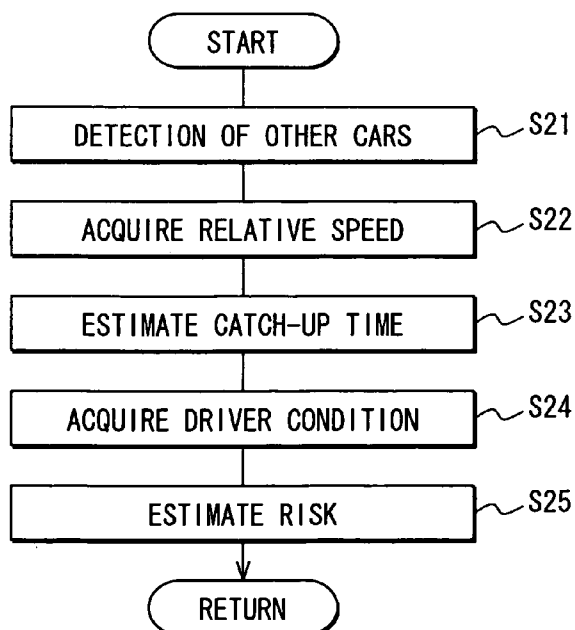 START
DETECTION OF OTHER CARS
S21
ACQUIRE RELATIVE SPEED
S22
ESTIMATE CATCH-UP TIME
S23
ACQUIRE DRIVER CONDITION
S24
ESTIMATE RISK
S25
RETURN